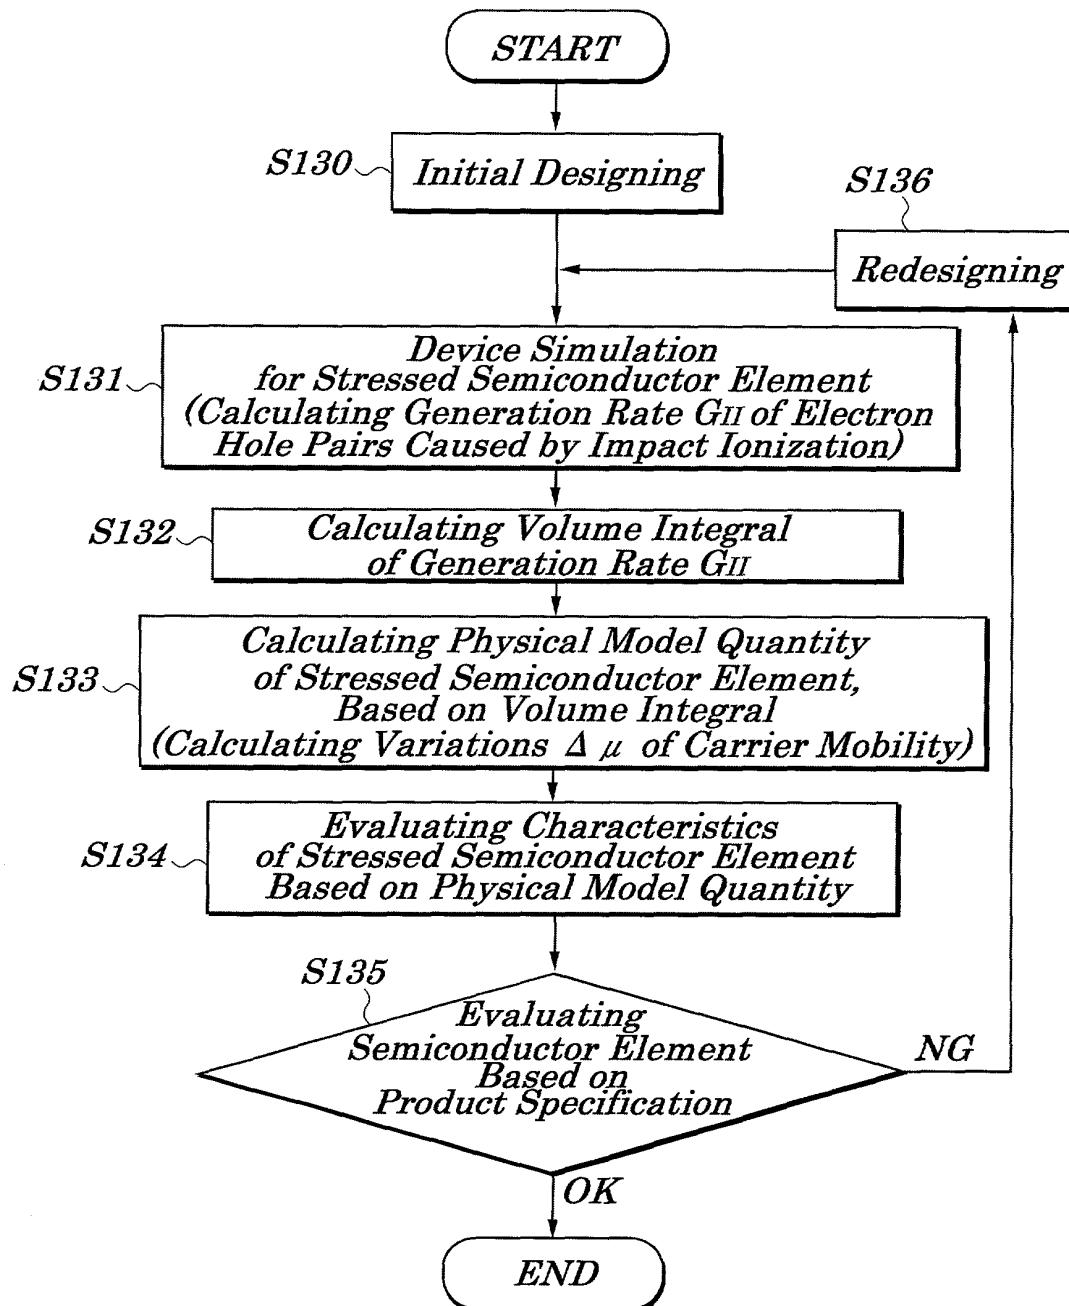 START
S130
Initial Designing
S136
Redesigning
S131
Device Simulation
for Stressed Semiconductor Element
(Calculating Generation Rate GII of Electron
Hole Pairs Caused by Impact Ionization)
S132
Calculating Volume Integral
of Generation Rate GII
S133
Calculating Physical Model Quantity
of Stressed Semiconductor Element,
Based on Volume Integral
(Calculating Variations Δ μ of Carrier Mobility)
S134
Evaluating Characteristics
of Stressed Semiconductor Element
Based on Physical Model Quantity
S135
Evaluating
Semiconductor Element
Based on
Product Specification
NG
OK
END